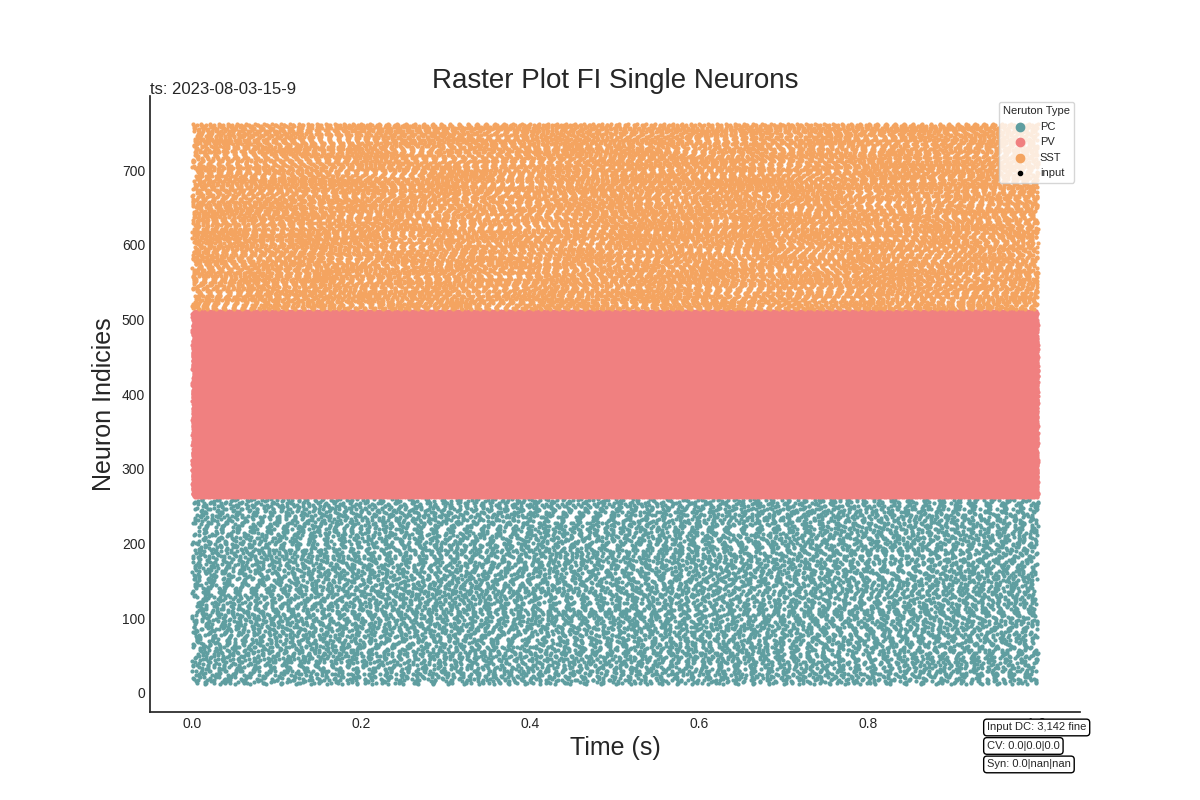 Raster Plot FI Single Neurons
ts: 2023-08-03-15-9
Neruton Type
PC
PV
SST
input
700
600
500
400
300
200
100
0
Neuron Indicies
0.0 0.2 0.4 0.6 0.8
Time (s)
Input DC: 3,142 fine
CV: 0.0|0.0|0.0
Syn: 0.0|nan|nan